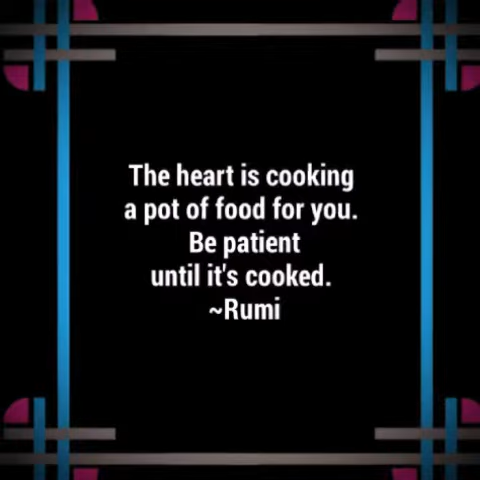 The heart is cooking
a pot of food for you.
Be patient
until it's cooked.
~Rumi